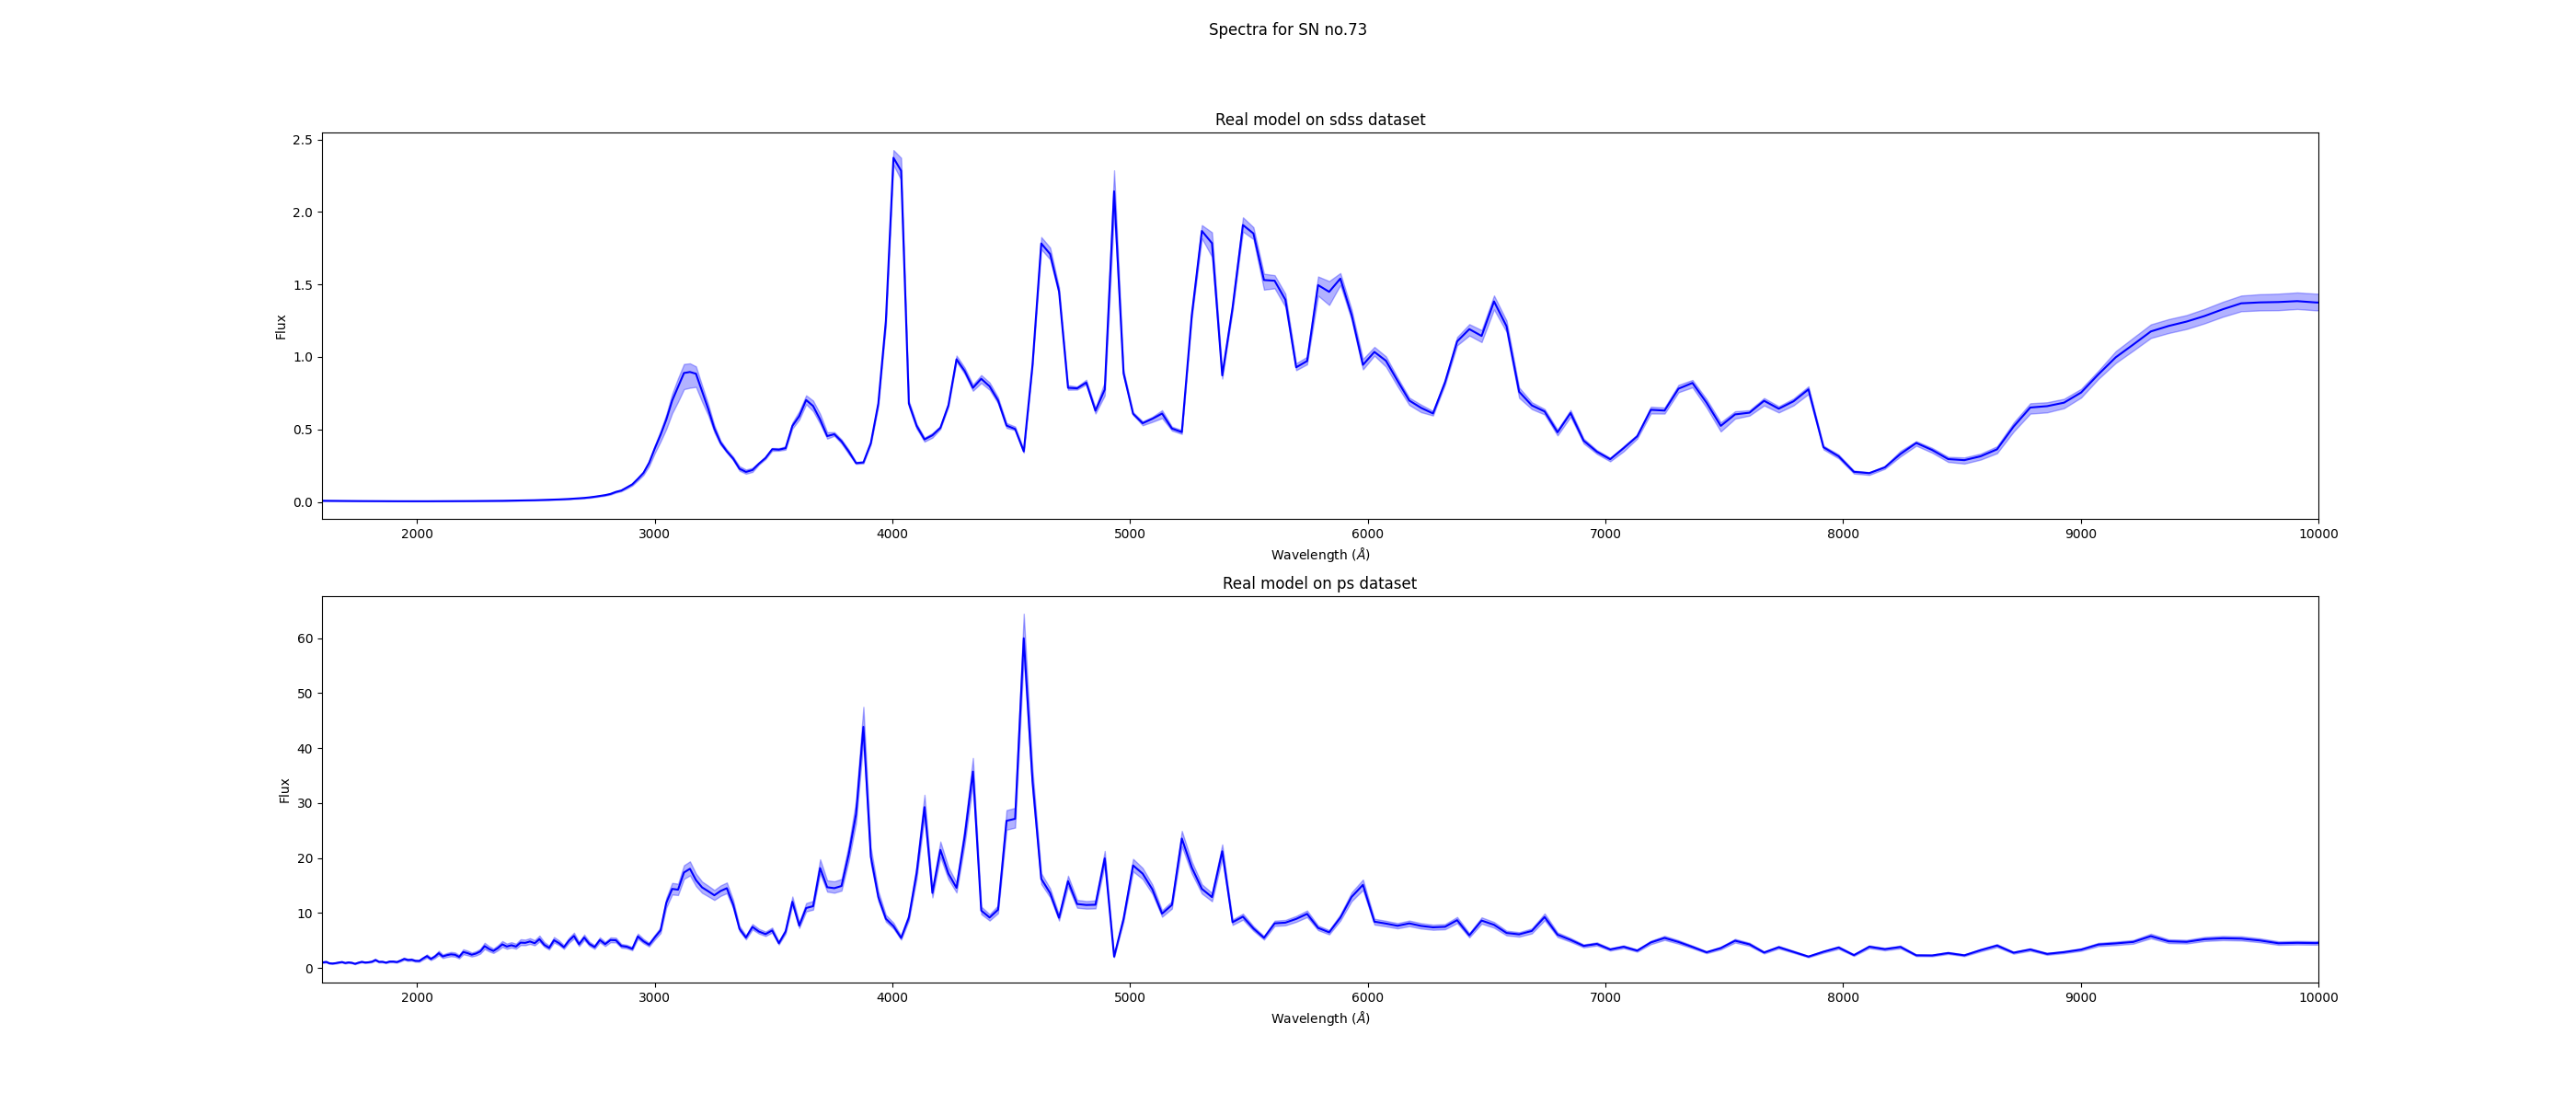 Spectra for SN no.73
Real model on sdss dataset
2.5
2.0
1.5
1.0
0.5
0.0
Flux
2000 3000 4000 5000 6000 7000 8000 9000 10000
Wavelength (Å)
Real model on ps dataset
60
50
40
30
20
10
0
Flux
2000 3000 4000 5000 6000 7000 8000 9000 10000
Wavelength (Å)